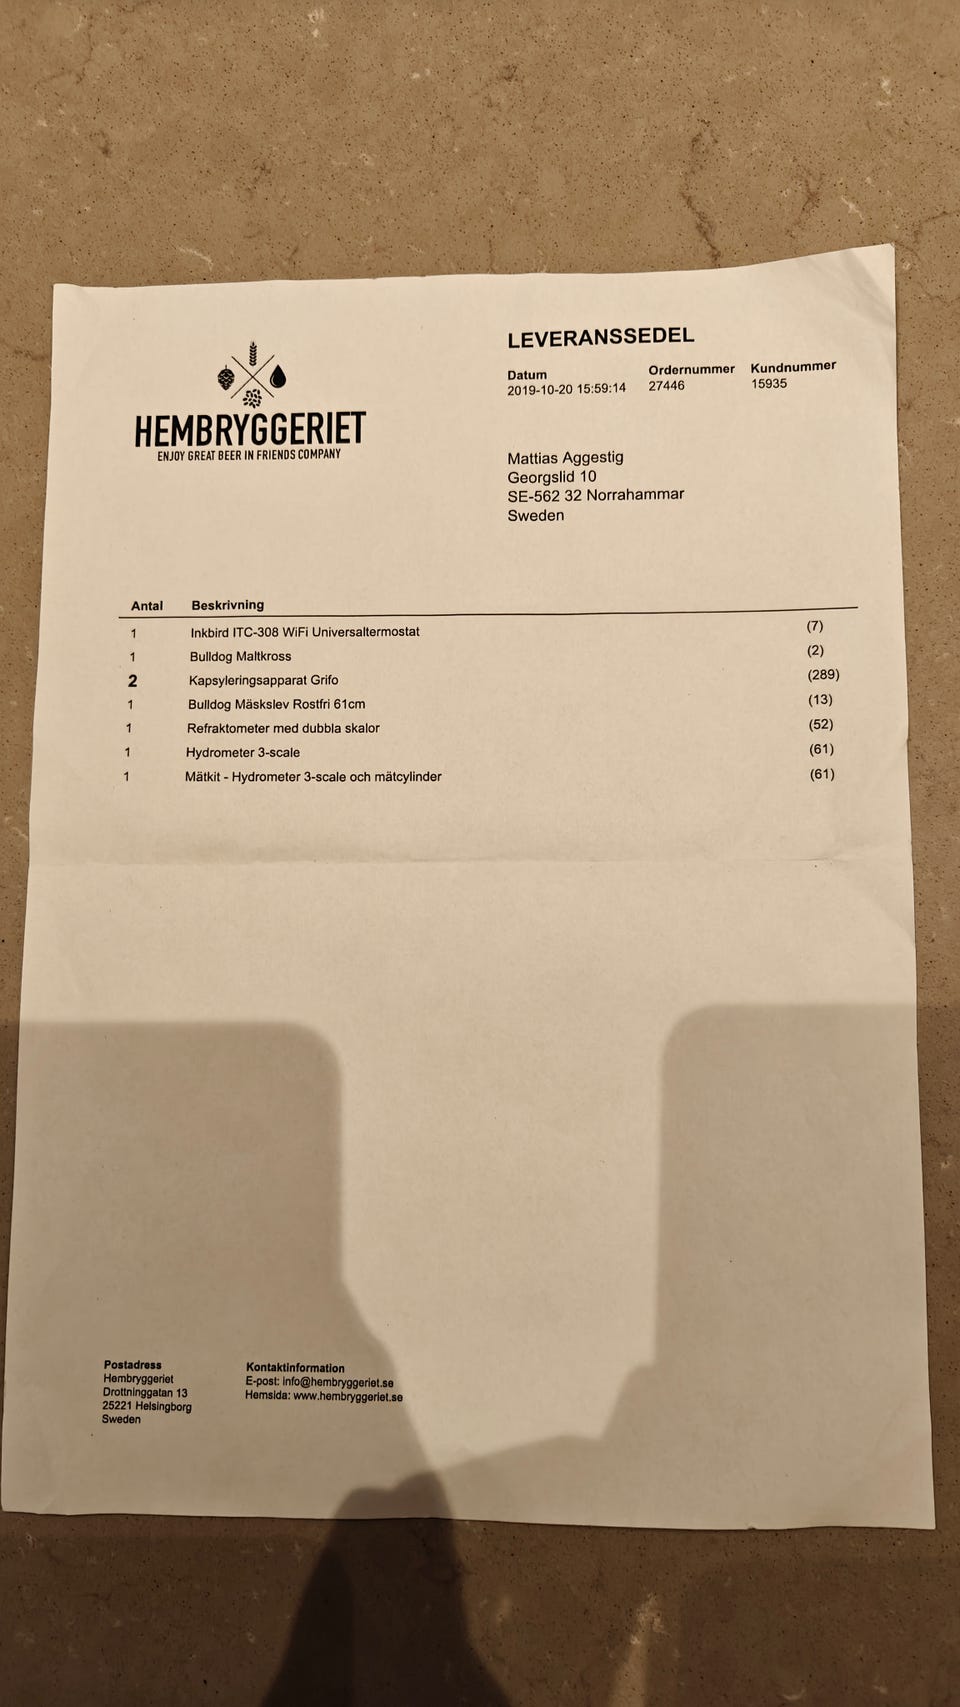 HEMBRYGGERIET
ENJOY GREAT BEER IN FRIENDS COMPANY
LEVERANSSEDEL
Datum Ordernummer Kundnummer
2019-10-20 15:59:14 27446 15935
Mattias Aggestig
Georgslid 10
SE-562 32 Norrahammar
Sweden
Antal Beskrivning
1 Inkbird ITC-308 WiFi Universaltermostat (7)
1 Bulldog Maltkross (2)
2 Kapsyleringsapparat Grifo (289)
1 Bulldog Mäskslev Rostfri 61cm (13)
1 Refraktometer med dubbla skalor (52)
1 Hydrometer 3-scale (61)
1 Mätkit - Hydrometer 3-scale och mätcylinder (61)
Postadress
Hembryggeriet
Drottninggatan 13
25221 Helsingborg
Sweden
Kontaktinformation
E-post: info@hembryggeriet.se
Hemsida: www.hembryggeriet.se